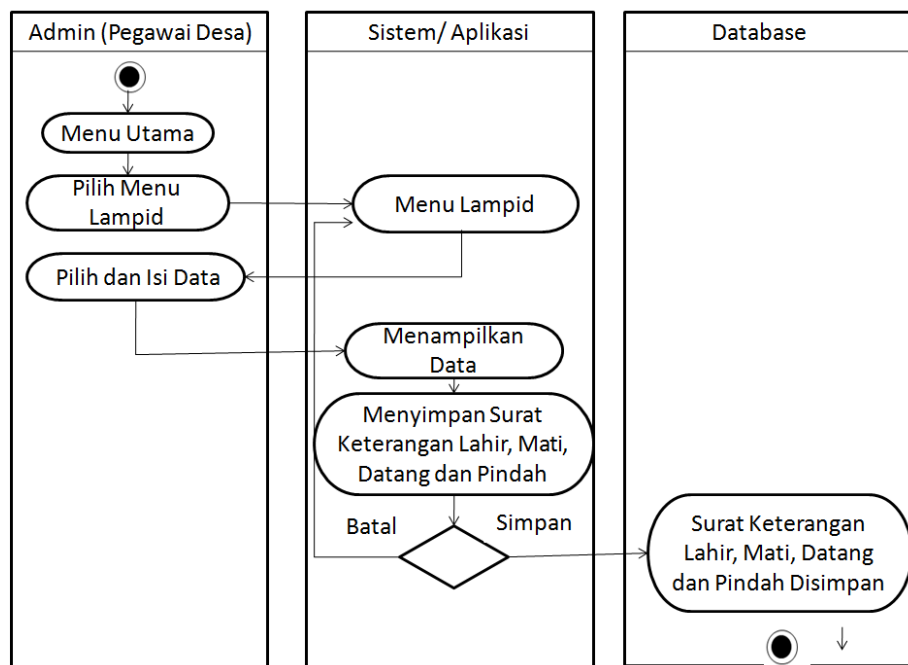 Admin (Pegawai Desa)
Sistem/ Aplikasi
Database
Menu Utama
Pilih Menu
Lampid
Menu Lampid
Pilih dan Isi Data
Menampilkan
Data
Menyimpan Surat
Keterangan Lahir, Mati,
Datang dan Pindah
Batal
Simpan
Surat Keterangan
Lahir, Mati, Datang
dan Pindah Disimpan